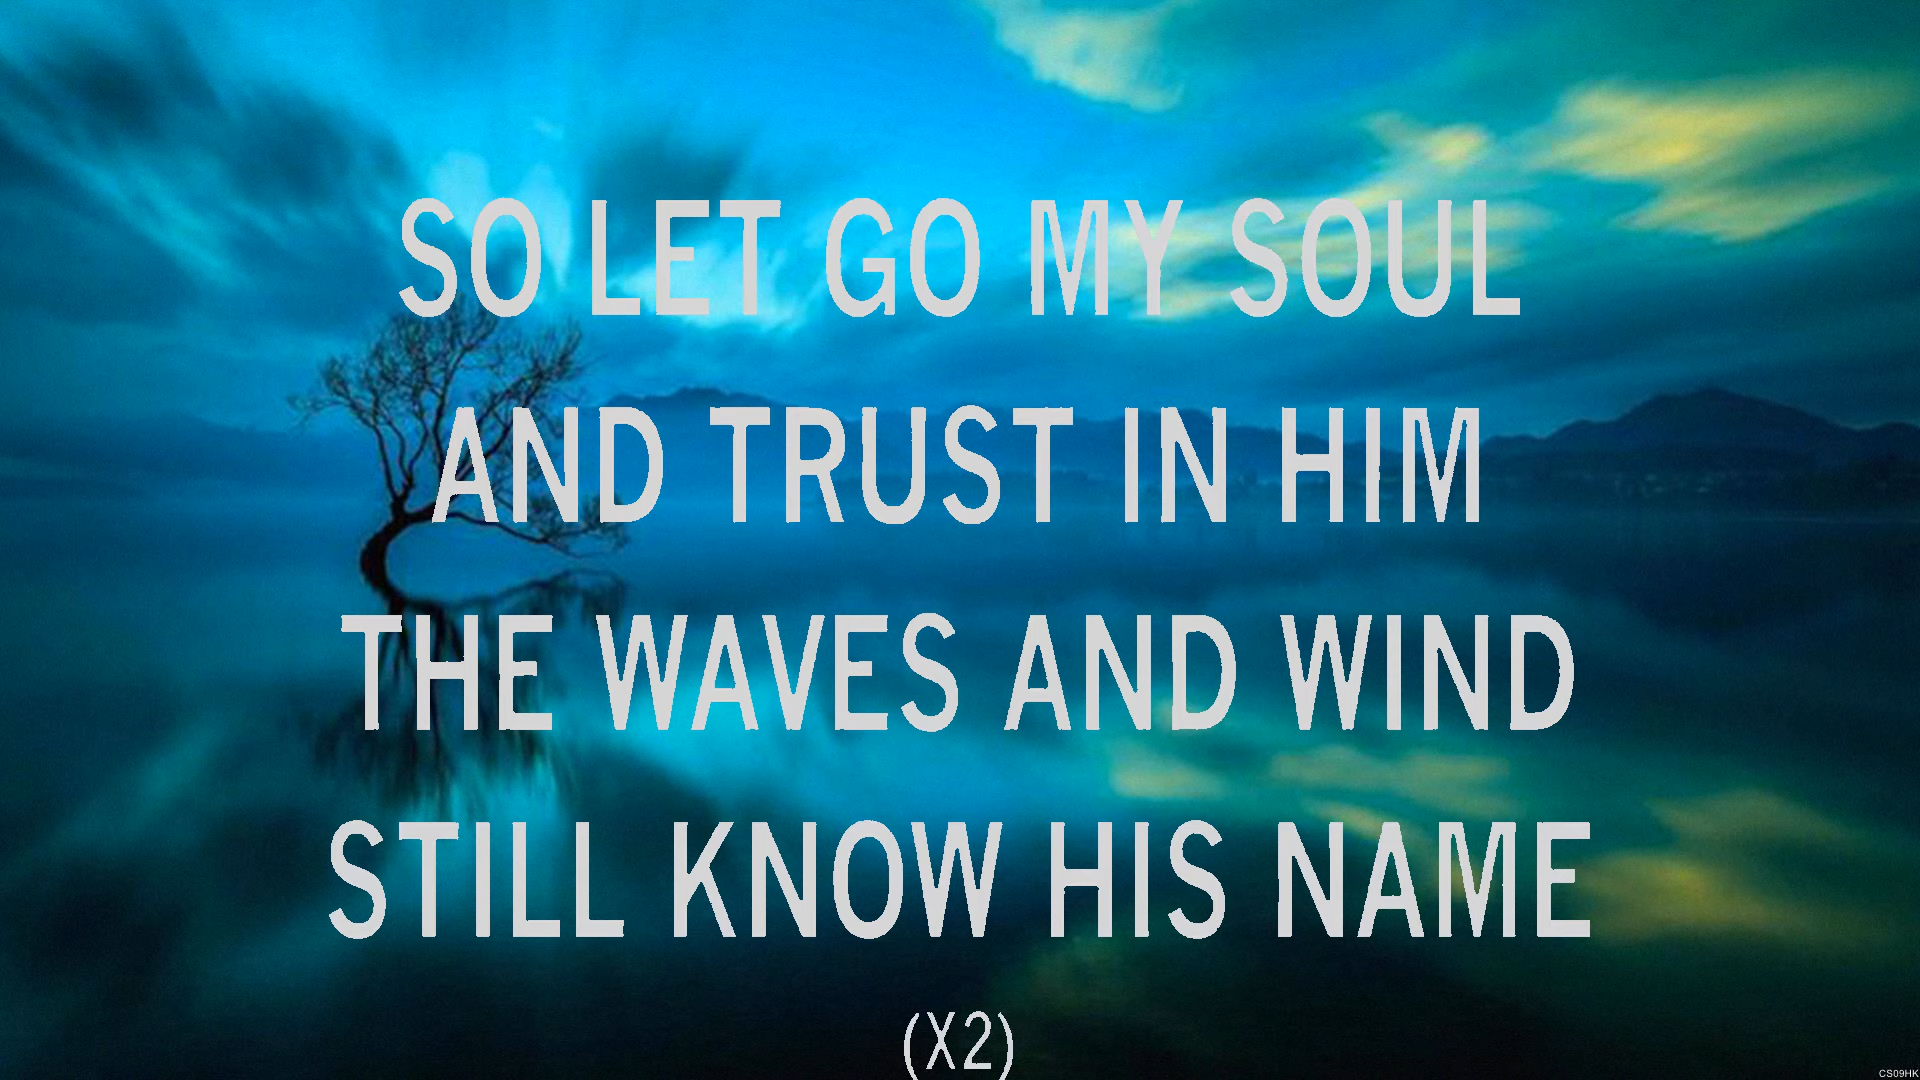 SO LET GO MY SOUL
AND TRUST IN HIM
THE WAVES AND WIND
STILL KNOW HIS NAME
(X2)
CS09HK